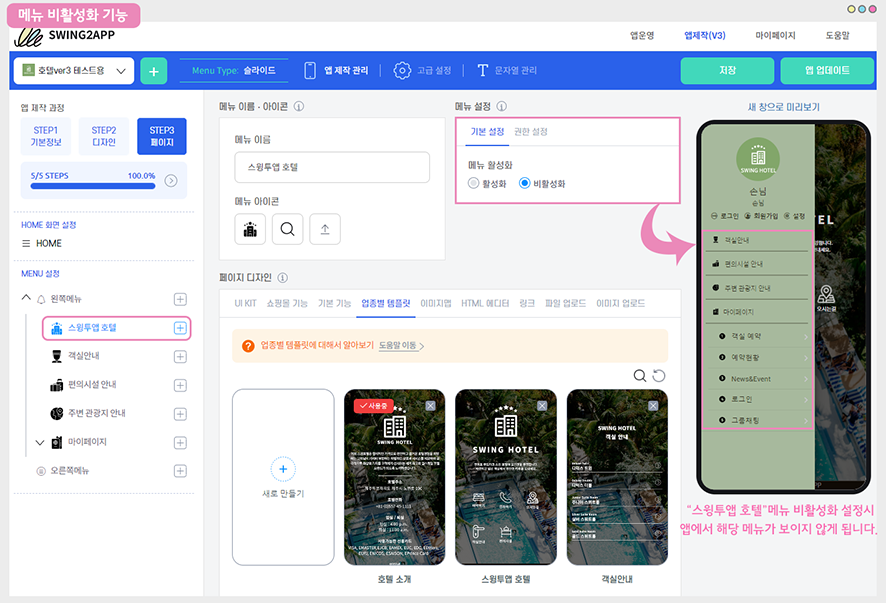 메뉴 비활성화 기능
SWING2APP
앱운영
앱제작(V3)
마이페이지
도움말
호텔ver3 테스트용
+
Menu Type: 슬라이드
앱 제작 관리
고급 설정
문자열 관리
저장
앱 업데이트
앱 제작 과정
STEP1
기본정보
STEP2
디자인
STEP3
페이지
5/5 STEPS
100.0%
HOME 화면 설정
HOME
MENU 설정
왼쪽메뉴
스윙투앱 호텔
객실안내
편의시설 안내
주변 관광지 안내
마이페이지
오른쪽메뉴
메뉴 이름 · 아이콘
메뉴 이름
스윙투앱 호텔
메뉴 아이콘
메뉴 설정
기본 설정
권한 설정
메뉴 활성화
활성화
비활성화
페이지 디자인
UI KIT
쇼핑몰 기능
기본 기능
업종별 템플릿
이미지맵
HTML 에디터
링크
파일 업로드
이미지 업로드
업종별 템플릿에 대해서 알아보기
도움말 이동
새로 만들기
사용중
SWING HOTEL
호텔 소개
SWING HOTEL
스윙투앱 호텔
SWING HOTEL
객실 안내
객실안내
새 창으로 미리보기
SWING HOTEL
손님
손님
로그인
회원가입
설정
객실안내
편의시설 안내
주변 관광지 안내
마이페이지
객실 예약
예약현황
News&Event
로그인
그룹채팅
오시는길
"스윙투앱 호텔"메뉴 비활성화 설정시
앱에서 해당 메뉴가 보이지 않게 됩니다.